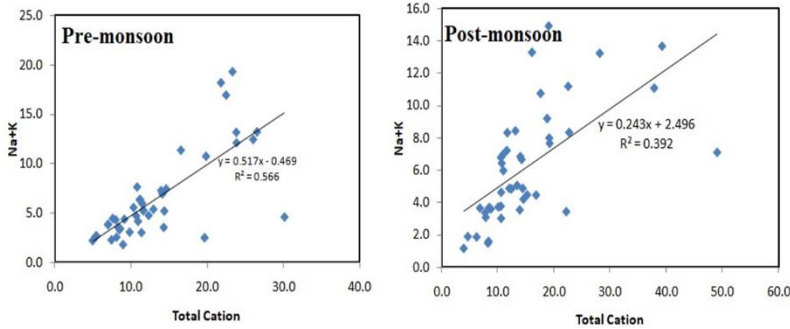 Pre-monsoon
25.0
20.0
15.0
10.0
5.0
0.0
Na+K
y = 0.517x - 0.469
R² = 0.566
0.0 10.0 20.0 30.0 40.0
Total Cation
Post-monsoon
16.0
14.0
12.0
10.0
8.0
6.0
4.0
2.0
0.0
Na+K
y = 0.243x + 2.496
R² = 0.392
0.0 10.0 20.0 30.0 40.0 50.0 60.0
Total Cation